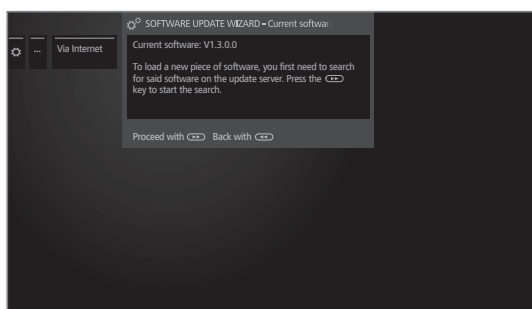 SOFTWARE UPDATE WIZARD – Current softwar
... Via Internet
Current software: V1.3.0.0
To load a new piece of software, you first need to search
for said software on the update server. Press the
key to start the search.
Proceed with Back with